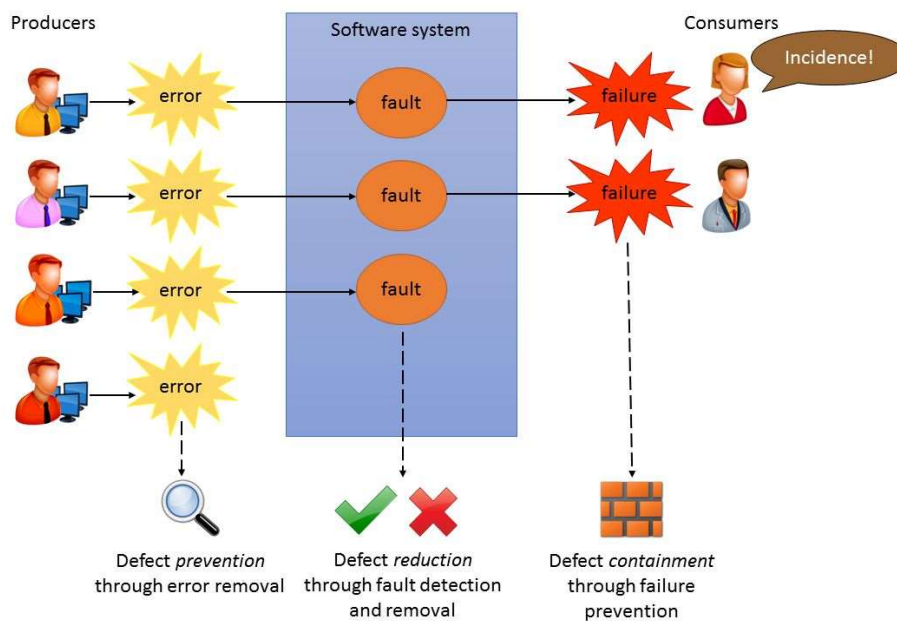 Producers
Software system
Consumers
Incidence!
error
fault
failure
error
fault
failure
error
fault
error
Defect prevention
through error removal
Defect reduction
through fault detection
and removal
Defect containment
through failure
prevention